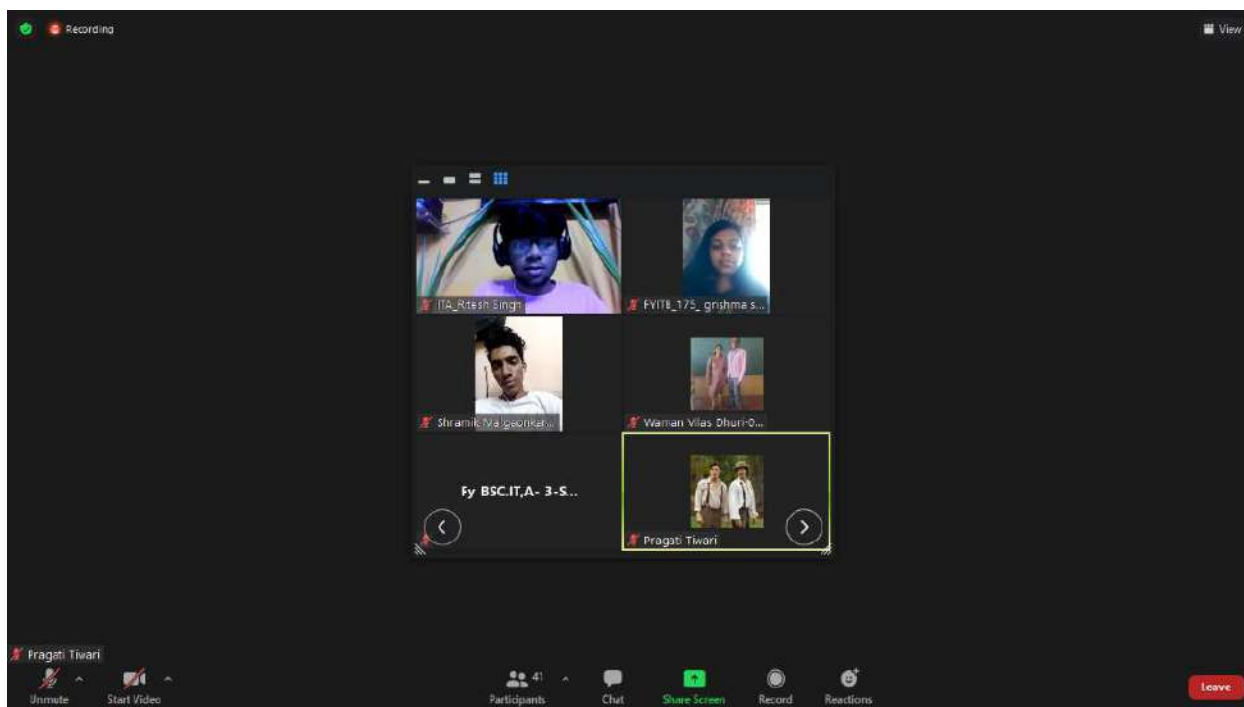 Recording
View
ITA_Ritesh Singh
FYITB_175_ grishma s...
Shramik Malgaonkar...
Waman Vilas Dhuri-0...
Fy BSC.IT,A- 3-S...
Pragati Tiwari
Pragati Tiwari
Unmute
Start Video
41
Participants
Chat
Share Screen
Record
Reactions
Leave